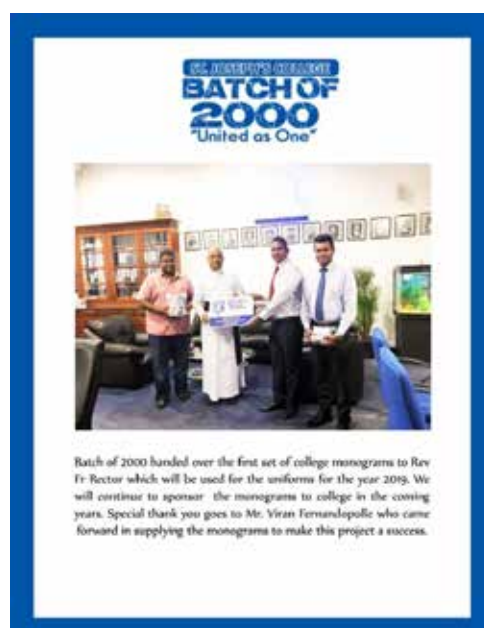 ST. JOSEPH'S COLLEGE
BATCH OF
2000
"United as One"
Batch of 2000 handed over the first set of college monograms to Rev
Fr Rector which will be used for the uniforms for the year 2019. We
will continue to sponsor the monograms to college in the coming
years. Special thank you goes to Mr. Viran Fernandopolle who came
forward in supplying the monograms to make this project a success.